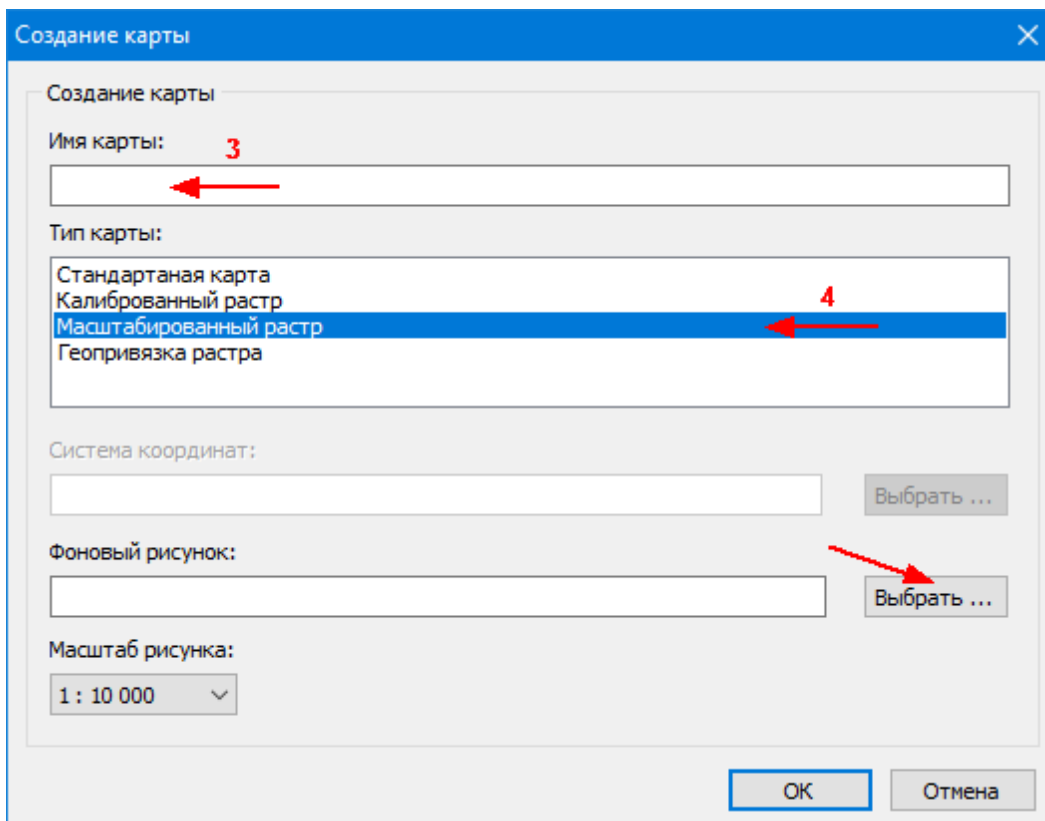 Создание карты
Создание карты
Имя карты:
3
Тип карты:
Стандартаная карта
Калиброванный растр
4
Масштабированный растр
Геопривязка растра
Система координат:
Выбрать ...
Фоновый рисунок:
Выбрать ...
Масштаб рисунка:
1 : 10 000
ОК Отмена